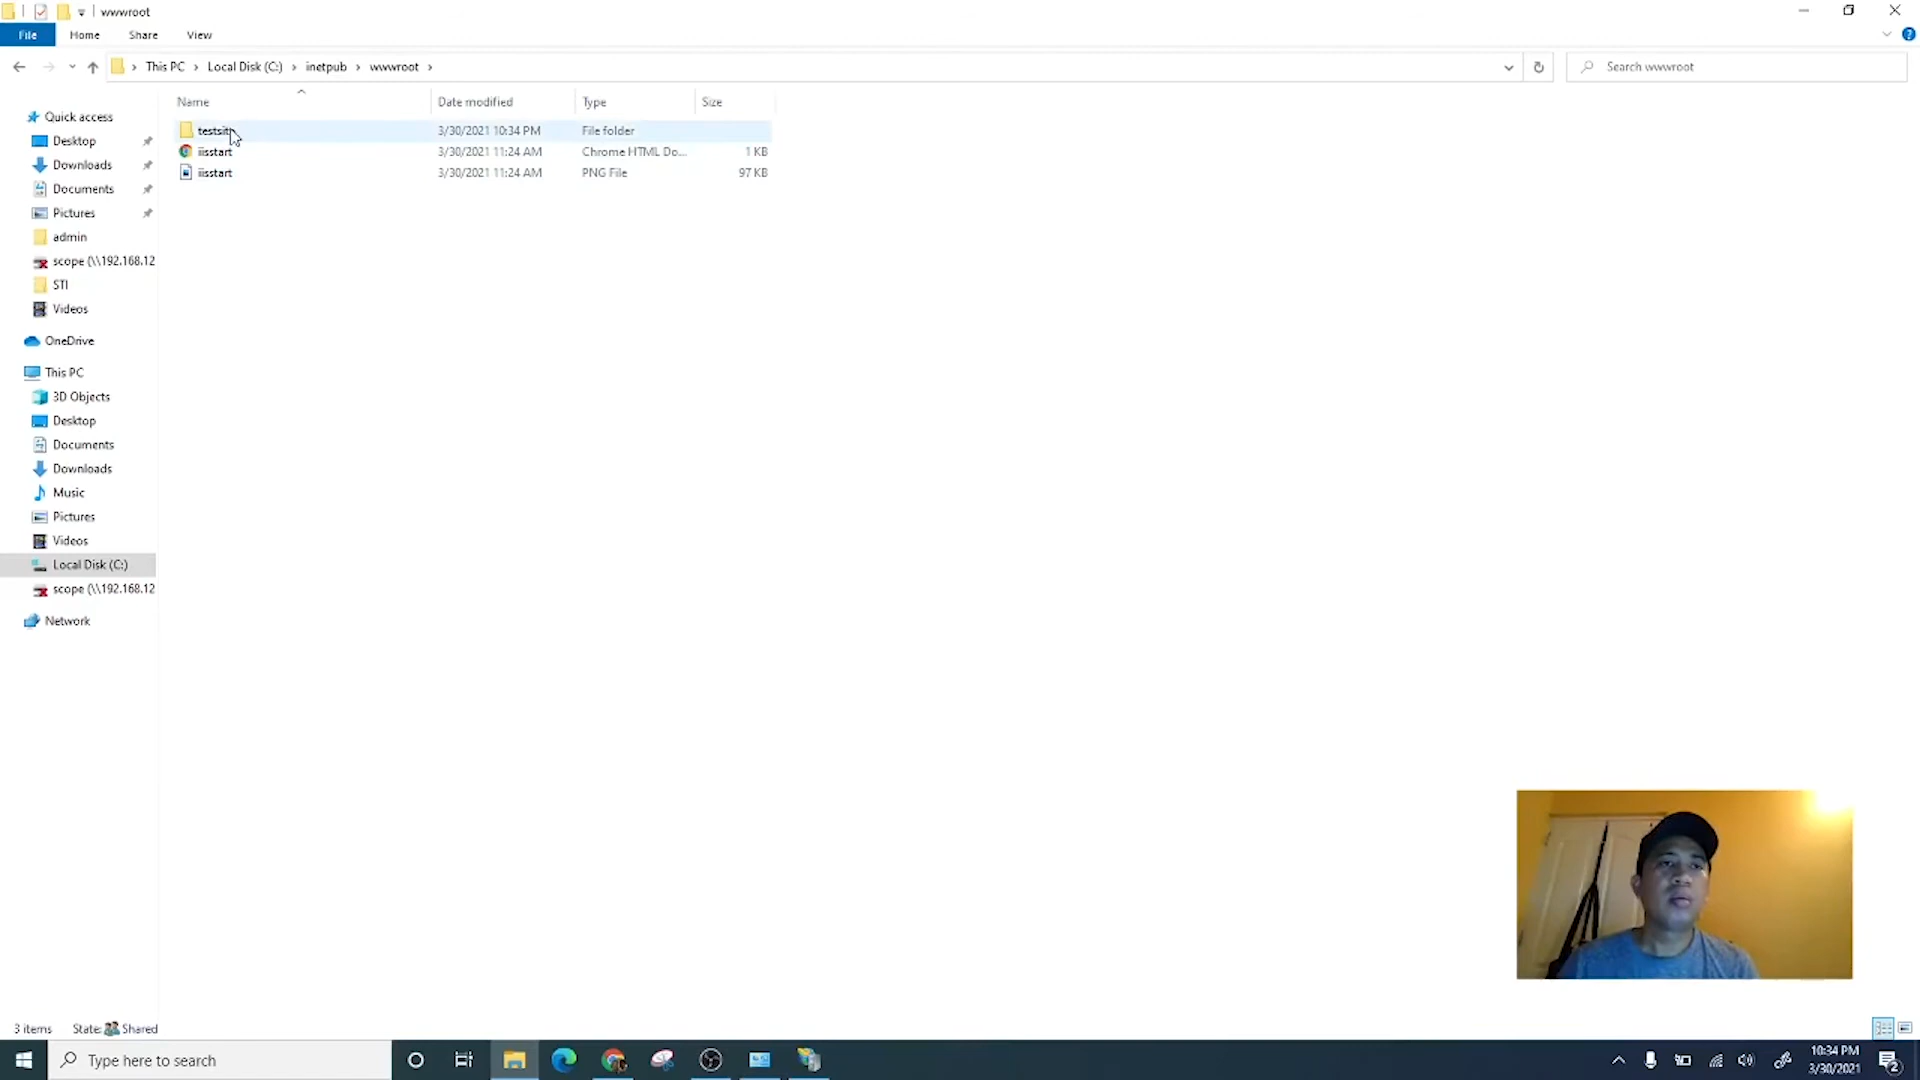 wwwroot
File Home Share View
This PC Local Disk (C:) inetpub wwwroot
Search wwwroot
Name Date modified Type Size
Quick access
Desktop
Downloads
Documents
Pictures
admin
scope (\\192.168.12
STI
Videos
OneDrive
This PC
3D Objects
Desktop
Documents
Downloads
Music
Pictures
Videos
Local Disk (C:)
scope (\\192.168.12
Network
3/30/2021 10:34 PM File folder
iisstart 3/30/2021 11:24 AM Chrome HTML Do... 1 KB
iisstart 3/30/2021 11:24 AM PNG File 97 KB
3 items State: Shared
Type here to search
10:34 PM
3/30/2021
2